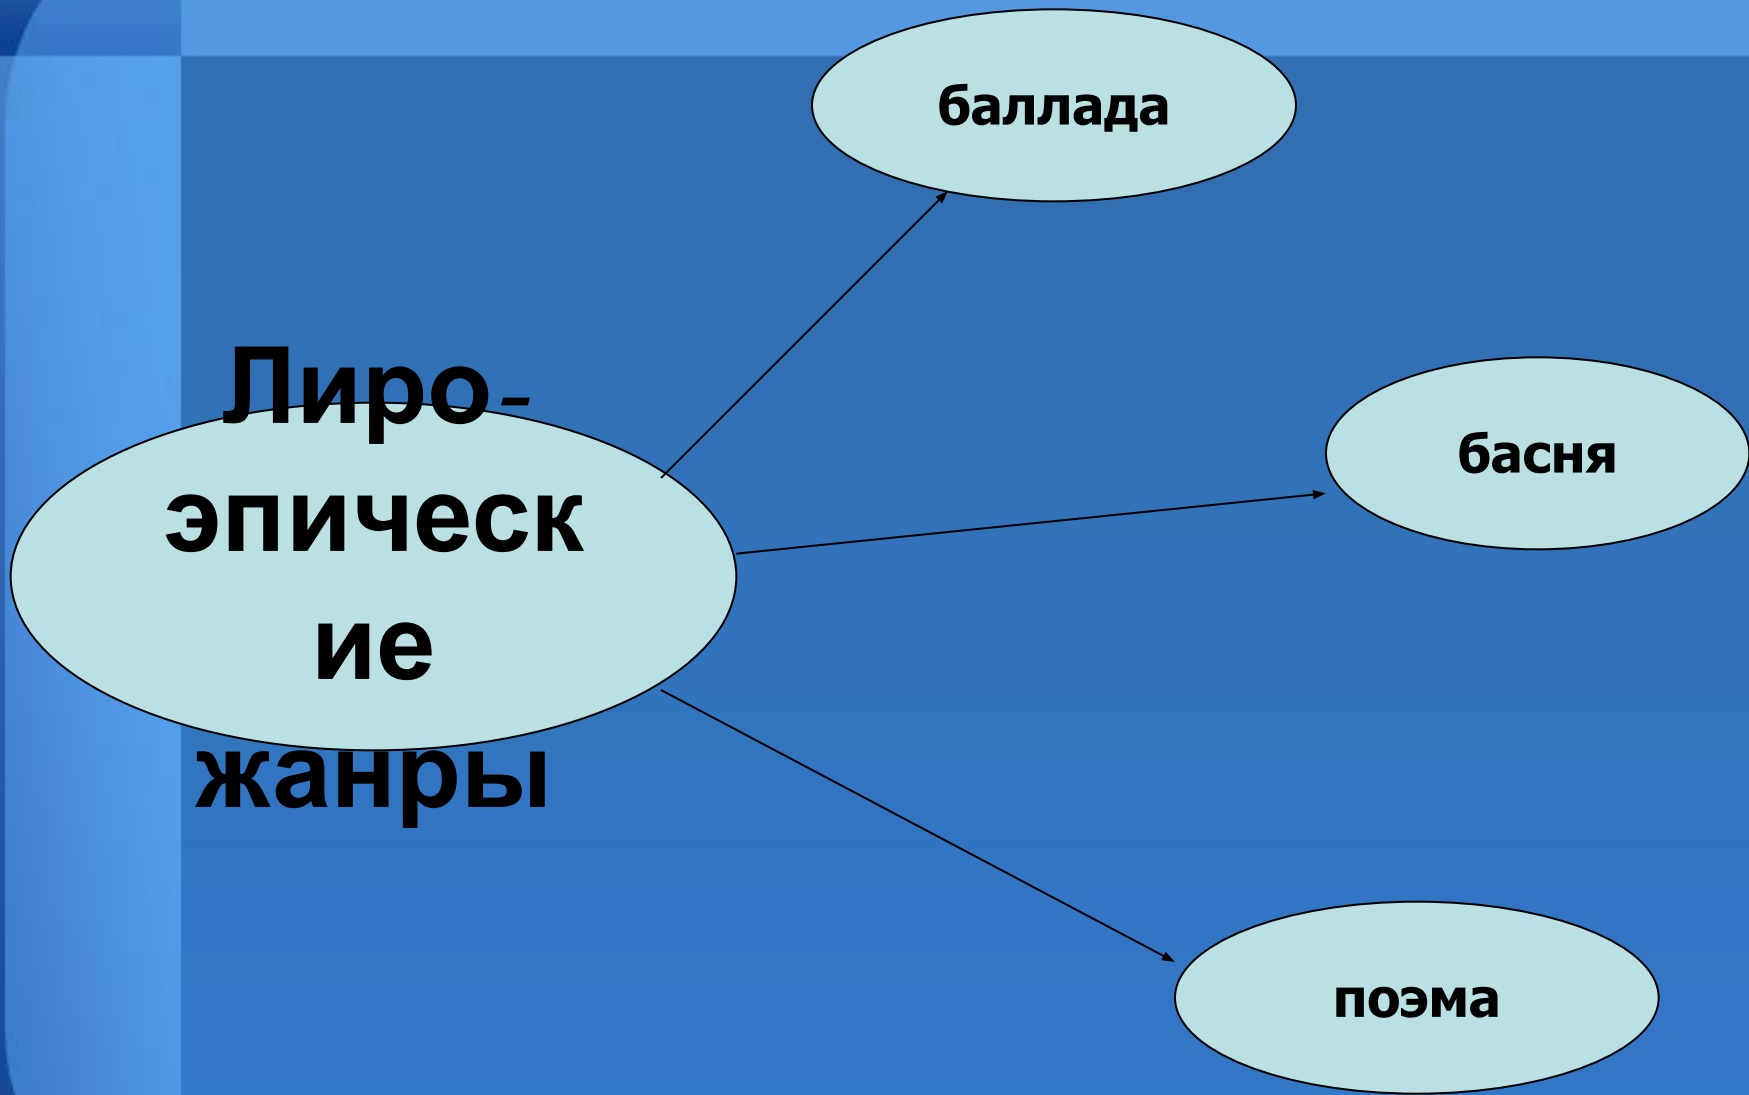 баллада
Лиро-
эпическ
ие
жанры
басня
поэма